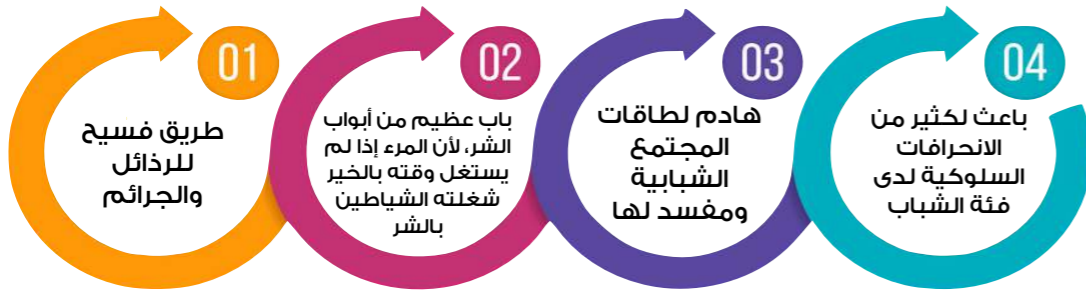 01
طريق فسيح
للرذائل
والجرائم
02
باب عظيم من أبواب
الشر، لأن المرء إذا لم
يستغل وقته بالخير
شغلته الشياطين
بالشر
03
هادم لطاقات
المجتمع
الشبابية
ومفسد لها
04
باعث لكثير من
الانحرافات
السلوكية لدى
فئة الشباب